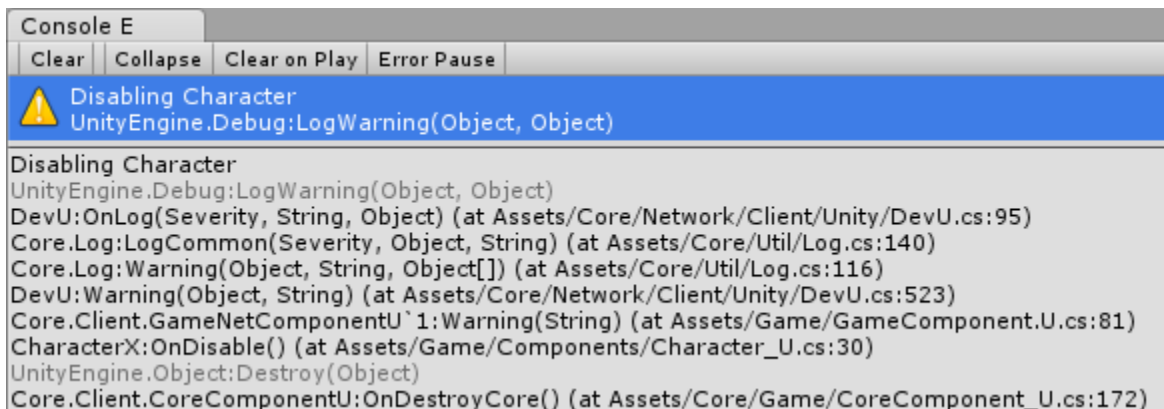 Console E
Clear Collapse Clear on Play Error Pause
Disabling Character
UnityEngine.Debug:LogWarning(Object, Object)
Disabling Character
UnityEngine.Debug:LogWarning(Object, Object)
DevU:OnLog(Severity, String, Object) (at Assets/Core/Network/Client/Unity/DevU.cs:95)
Core.Log:LogCommon(Severity, Object, String) (at Assets/Core/Util/Log.cs:140)
Core.Log:Warning(Object, String, Object[]) (at Assets/Core/Util/Log.cs:116)
DevU:Warning(Object, String) (at Assets/Core/Network/Client/Unity/DevU.cs:523)
Core.Client.GameNetComponentU`1:Warning(String) (at Assets/Game/GameComponent.U.cs:81)
CharacterX:OnDisable() (at Assets/Game/Components/Character_U.cs:30)
UnityEngine.Object:Destroy(Object)
Core.Client.CoreComponentU:OnDestroyCore() (at Assets/Core/Game/CoreComponent_U.cs:172)